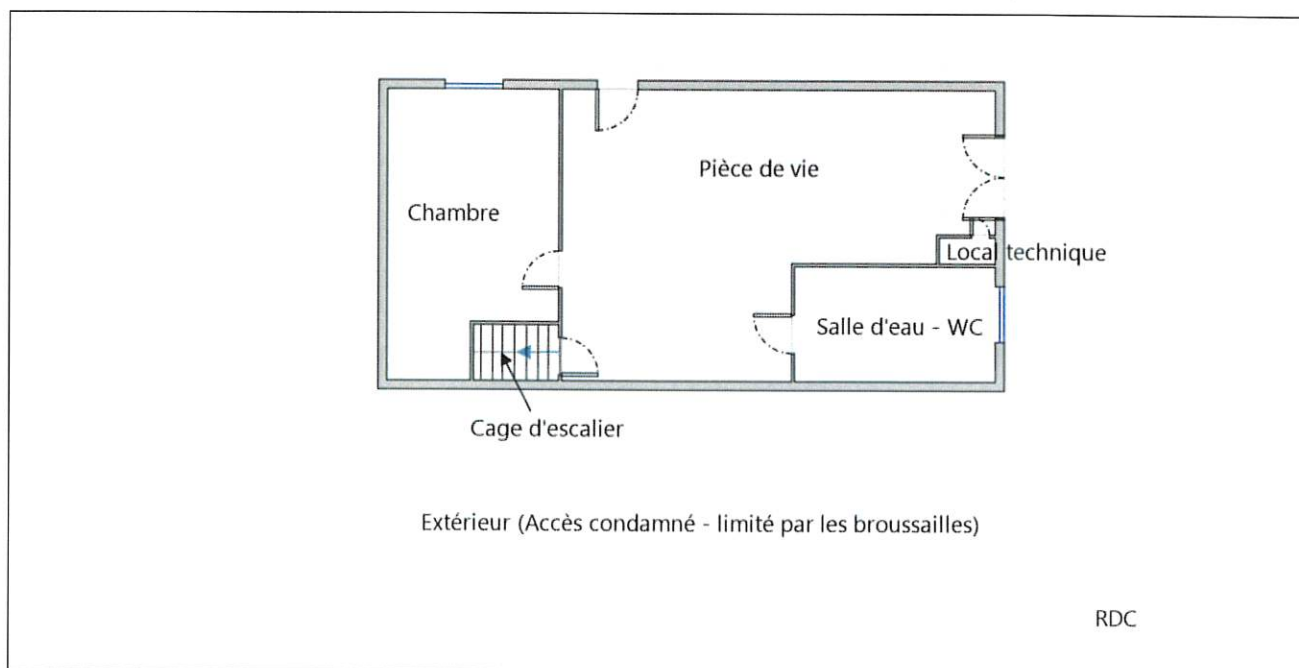 Pièce de vie
Chambre
Local technique
Salle d'eau - WC
Cage d'escalier
Extérieur (Accès condamné - limité par les broussailles)
RDC